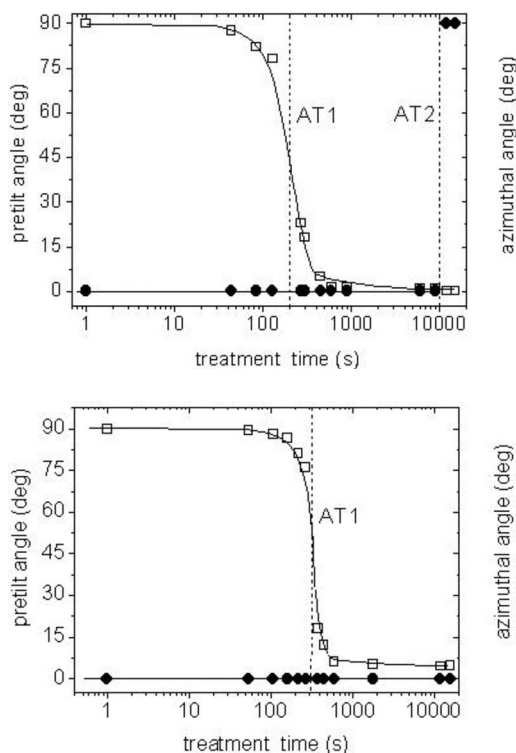 90
75
60
45
30
15
0
pretilt angle (deg)
AT1
AT2
azimuthal angle (deg)
1 10 100 1000 10000
treatment time (s)
90
75
60
45
30
15
0
pretilt angle (deg)
AT1
azimuthal angle (deg)
1 10 100 1000 10000
treatment time (s)